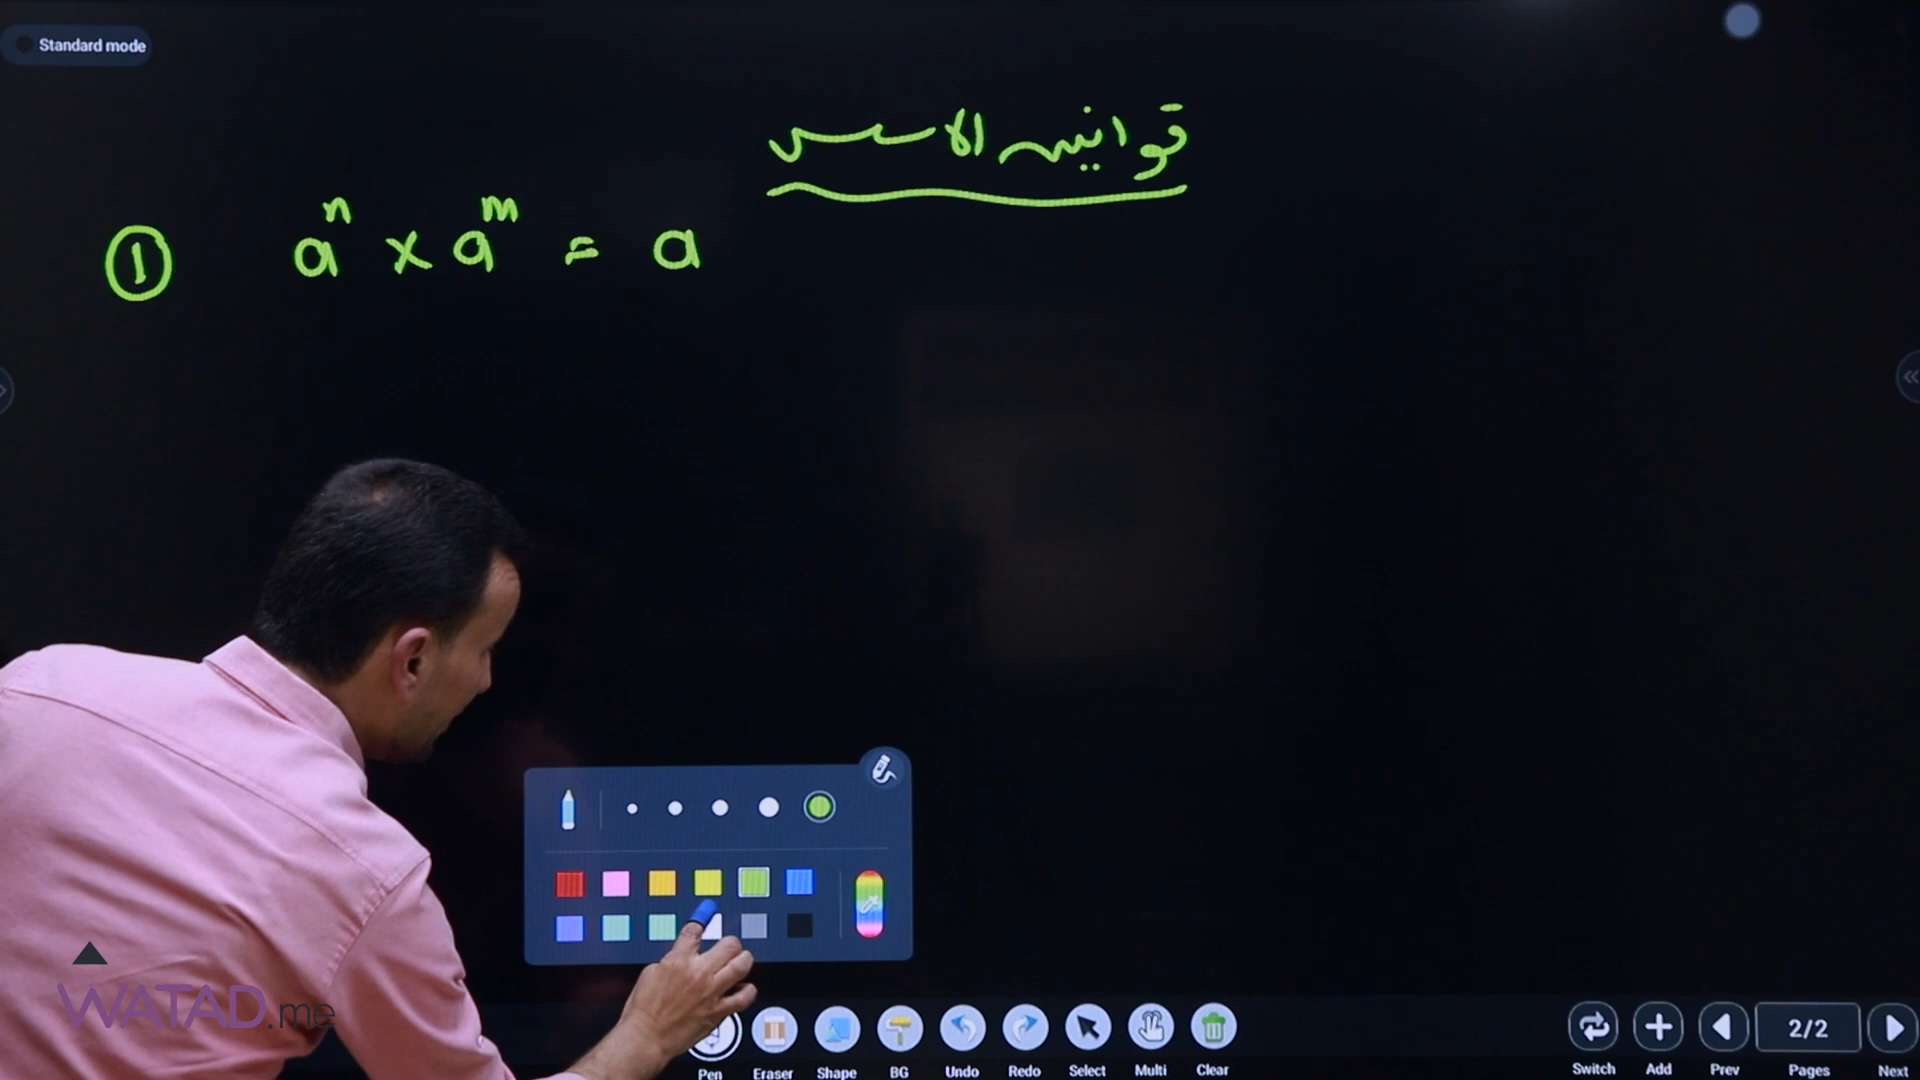 Standard mode
قوانين الاسس
① aⁿ × aᵐ = a
WATAD.me
Pen Eraser Shape BG Undo Redo Select Multi Clear
2/2
Switch Add Prev Pages Next